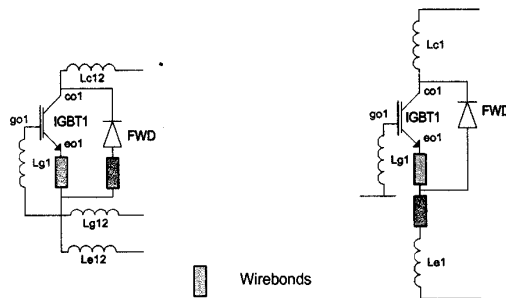 Lc12
co1
go1
IGBT1
FWD
eo1
Lg1
Lg12
Le12
Wirebonds
Lc1
co1
go1
IGBT1
FWD
eo1
Lg1
Le1